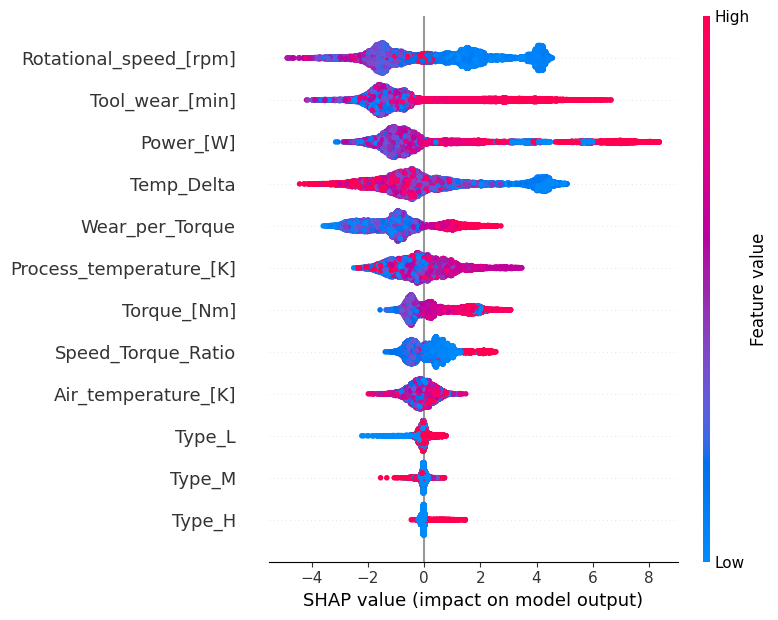 High
Rotational_speed_[rpm]
Tool_wear_[min]
Power_[W]
Temp_Delta
Wear_per_Torque
Process_temperature_[K]
Torque_[Nm]
Speed_Torque_Ratio
Air_temperature_[K]
Type_L
Type_M
Type_H
Feature value
Low
−4 −2 0 2 4 6 8
SHAP value (impact on model output)